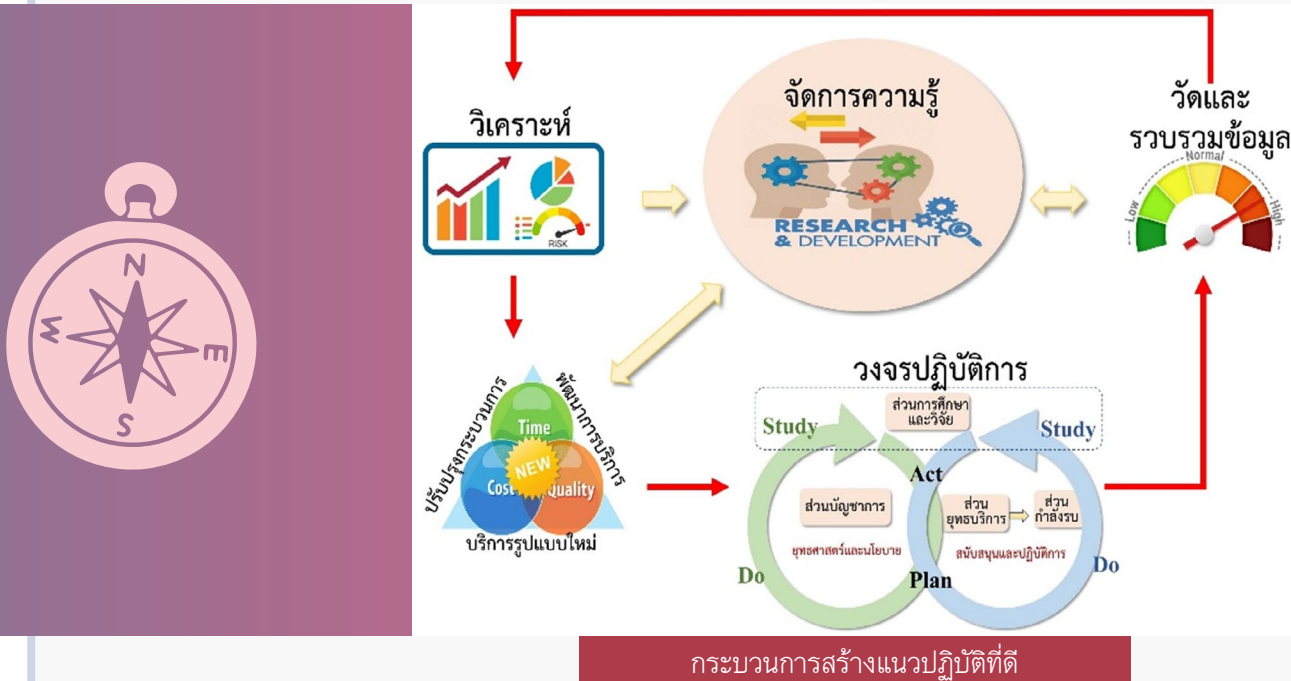 N
W
E
S
วิเคราะห์
RISK
จัดการความรู้
RESEARCH
& DEVELOPMENT
วัดและ
รวบรวมข้อมูล
Low
Normal
High
ปรับปรุงกระบวนการ
พัฒนาการบริการ
Time
NEW
Cost
Quality
บริการรูปแบบใหม่
วงจรปฏิบัติการ
ส่วนการศึกษา
และวิจัย
Study
Study
Act
ส่วนบัญชาการ
ส่วน
ยุทธบริการ
ส่วน
กำลังรบ
ยุทธศาสตร์และนโยบาย
สนับสนุนและปฏิบัติการ
Do
Plan
Do
กระบวนการสร้างแนวปฏิบัติที่ดี